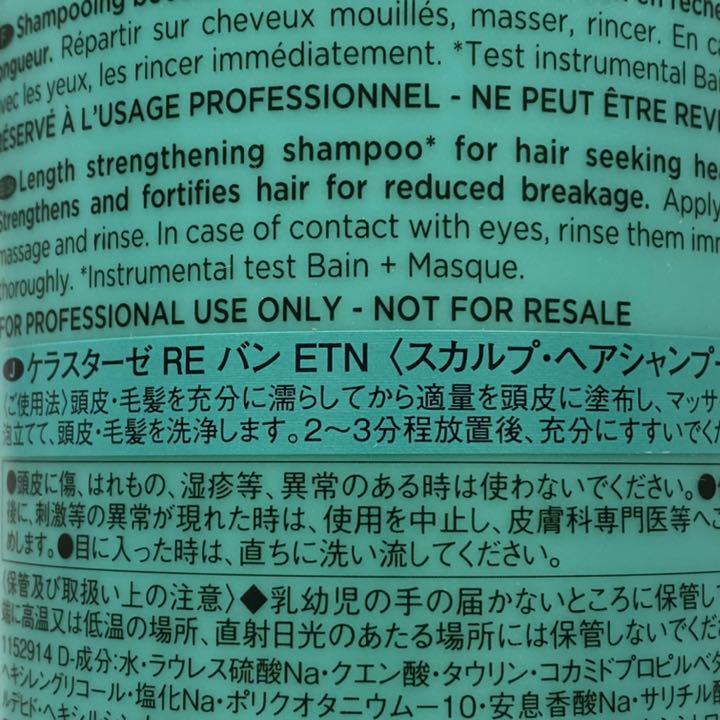 F Shampooing
Répartir sur cheveux mouillés, masser, rincer. En
les yeux, les rincer immédiatement. *Test instrumental
RÉSERVÉ À L'USAGE PROFESSIONNEL - NE PEUT ÊTRE
Length strengthening shampoo* for hair seeking
Strengthens and fortifies hair for reduced breakage. Apply
massage and rinse. In case of contact with eyes, rinse them
thoroughly. *Instrumental test Bain + Masque.
FOR PROFESSIONAL USE ONLY - NOT FOR RESALE
J ケラスターゼ RE バン ETN 〈スカルプ・ヘアシャンプー
〈ご使用法〉頭皮・毛髪を充分に濡らしてから適量を頭皮に塗布し、マッサ
泡立てて、頭皮・毛髪を洗浄します。2〜3分程放置後、充分にすすいでくだ
●頭皮に傷、はれもの、湿疹等、異常のある時は使わないでください。●
後に、刺激等の異常が現れた時は、使用を中止し、皮膚科専門医等へ
めします。●目に入った時は、直ちに洗い流してください。
〈保管及び取扱い上の注意〉◆乳幼児の手の届かないところに保管し
端に高温又は低温の場所、直射日光のあたる場所には保管しないでくだ
1152914 D-成分:水・ラウレス硫酸Na・クエン酸・タウリン・コカミドプロピルベタ
ヘキシレングリコール・塩化Na・ポリクオタニウム-10・安息香酸Na・サリチル酸